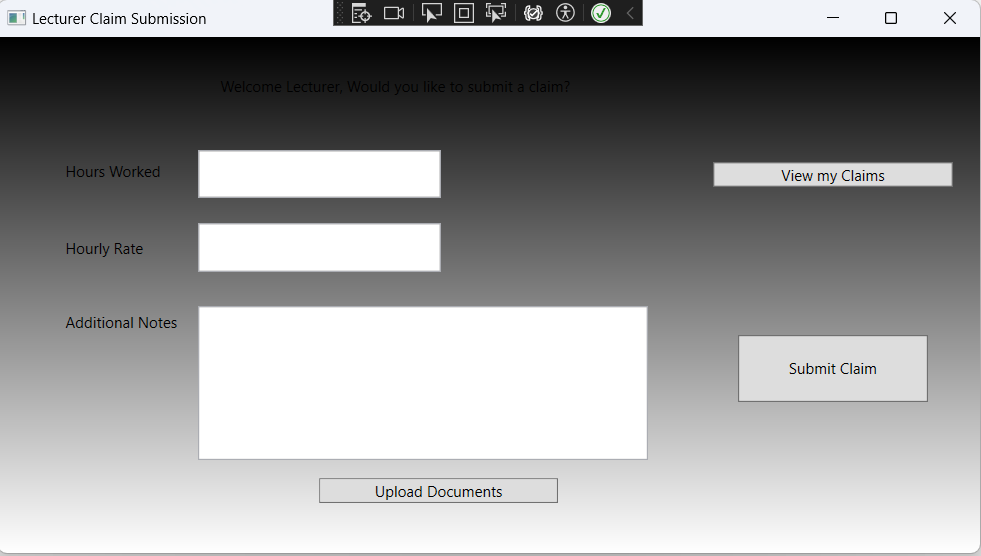 Lecturer Claim Submission
Welcome Lecturer, Would you like to submit a claim?
Hours Worked
View my Claims
Hourly Rate
Additional Notes
Submit Claim
Upload Documents